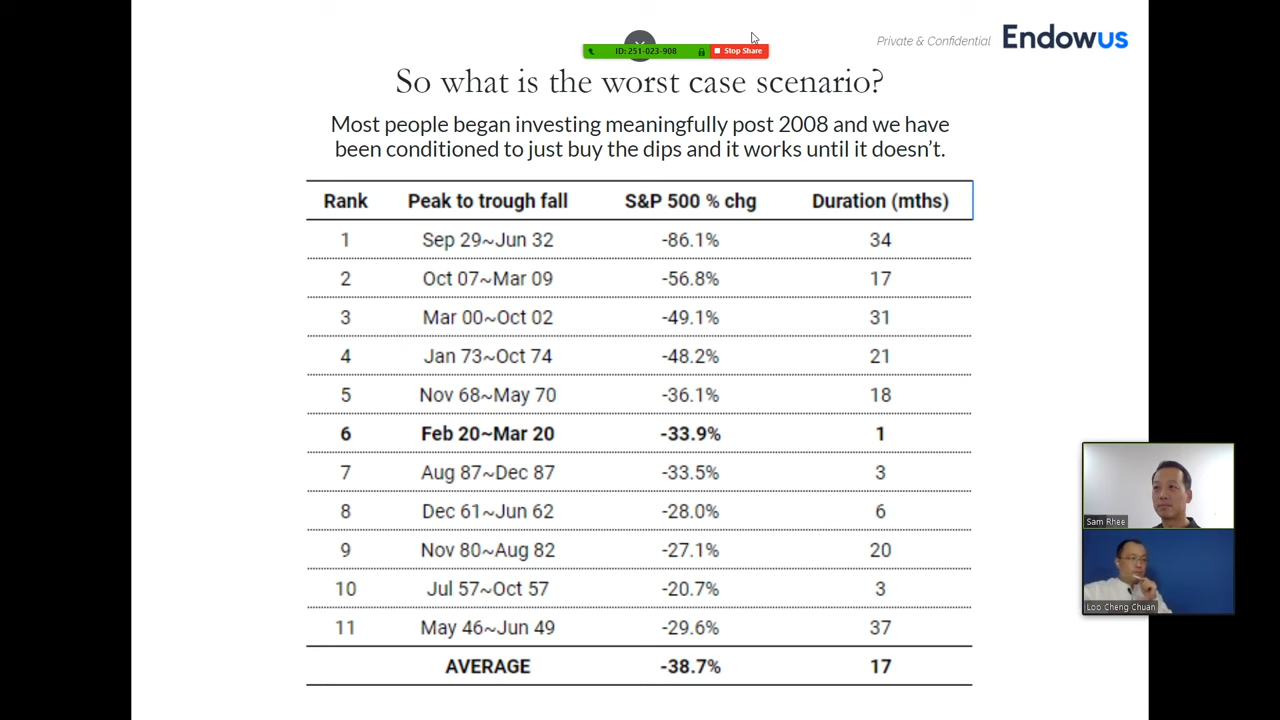 Private & Confidential Endowus
ID: 251-023-908 Stop Share
So what is the worst case scenario?
Most people began investing meaningfully post 2008 and we have
been conditioned to just buy the dips and it works until it doesn't.
Rank Peak to trough fall S&P 500 % chg Duration (mths)
1 Sep 29~Jun 32 -86.1% 34
2 Oct 07~Mar 09 -56.8% 17
3 Mar 00~Oct 02 -49.1% 31
4 Jan 73~Oct 74 -48.2% 21
5 Nov 68~May 70 -36.1% 18
6 Feb 20~Mar 20 -33.9% 1
7 Aug 87~Dec 87 -33.5% 3
8 Dec 61~Jun 62 -28.0% 6
9 Nov 80~Aug 82 -27.1% 20
10 Jul 57~Oct 57 -20.7% 3
11 May 46~Jun 49 -29.6% 37
AVERAGE -38.7% 17
Sam Rhee
Loo Cheng Chuan